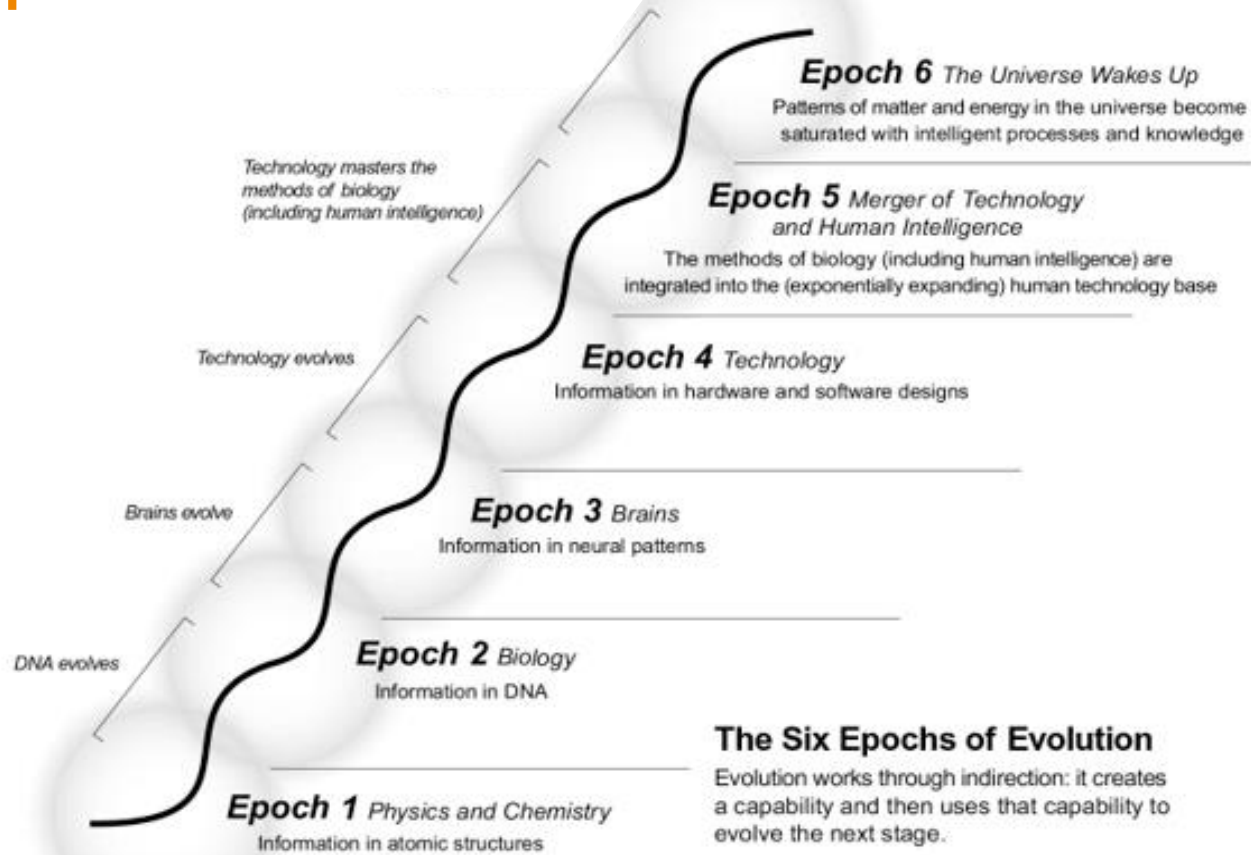 Epoch 6 The Universe Wakes Up
Patterns of matter and energy in the universe become
saturated with intelligent processes and knowledge
Technology masters the
methods of biology
(including human intelligence)
Epoch 5 Merger of Technology
and Human Intelligence
The methods of biology (including human intelligence) are
integrated into the (exponentially expanding) human technology base
Technology evolves
Epoch 4 Technology
Information in hardware and software designs
Brains evolve
Epoch 3 Brains
Information in neural patterns
DNA evolves
Epoch 2 Biology
Information in DNA
Epoch 1 Physics and Chemistry
Information in atomic structures
The Six Epochs of Evolution
Evolution works through indirection: it creates
a capability and then uses that capability to
evolve the next stage.